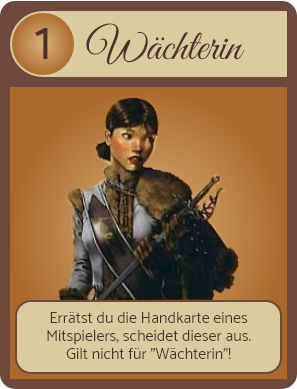 1 Wächterin
Errätst du die Handkarte eines
Mitspielers, scheidet dieser aus.
Gilt nicht für "Wächterin"!